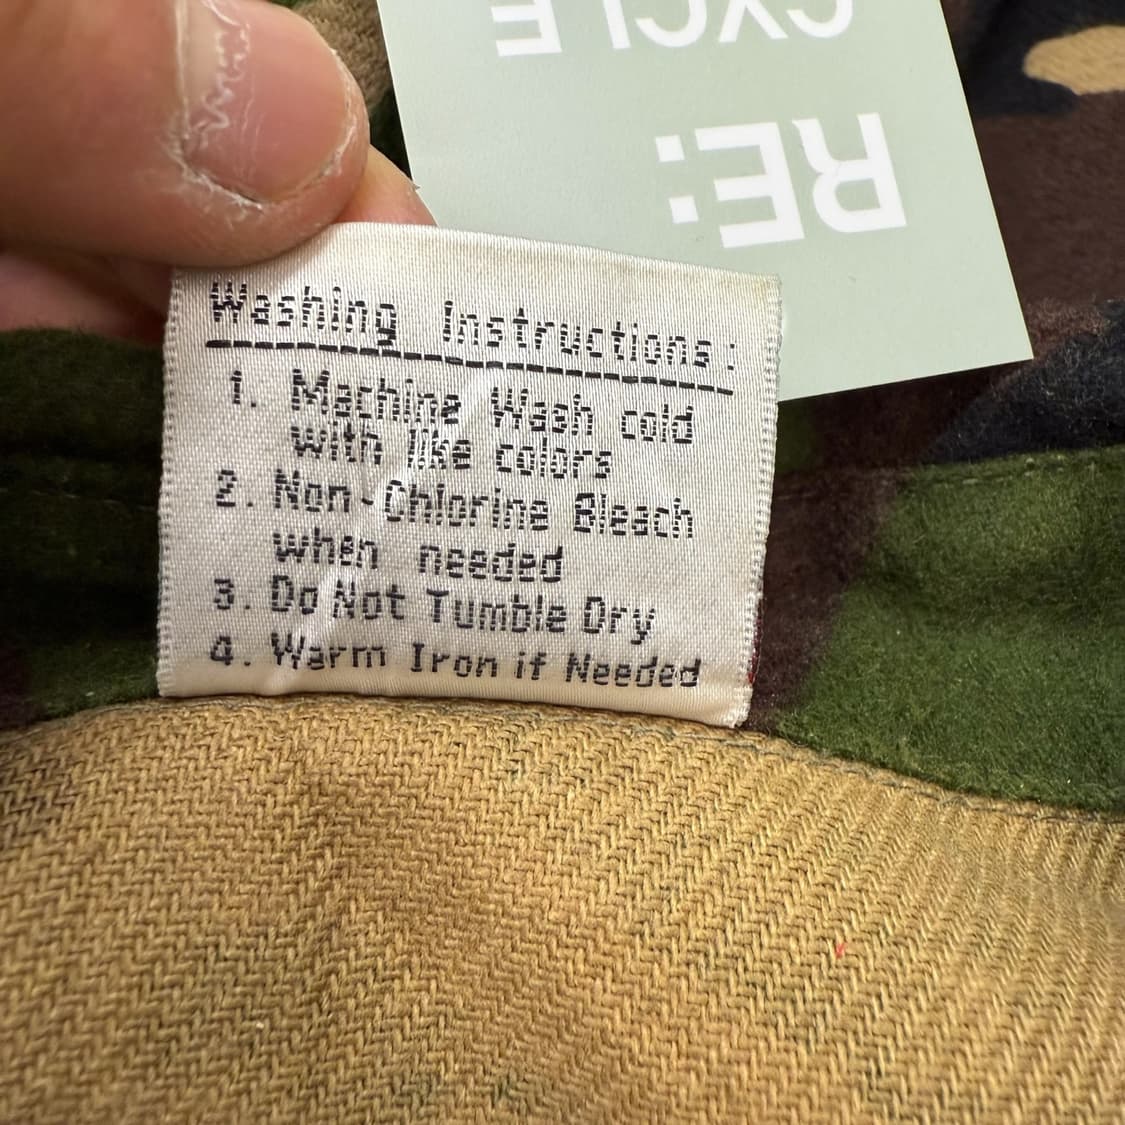 RE:
CYCLE
Washing Instructions:
1. Machine Wash cold
with like colors
2. Non-Chlorine Bleach
when needed
3. Do Not Tumble Dry
4. Warm Iron if Needed